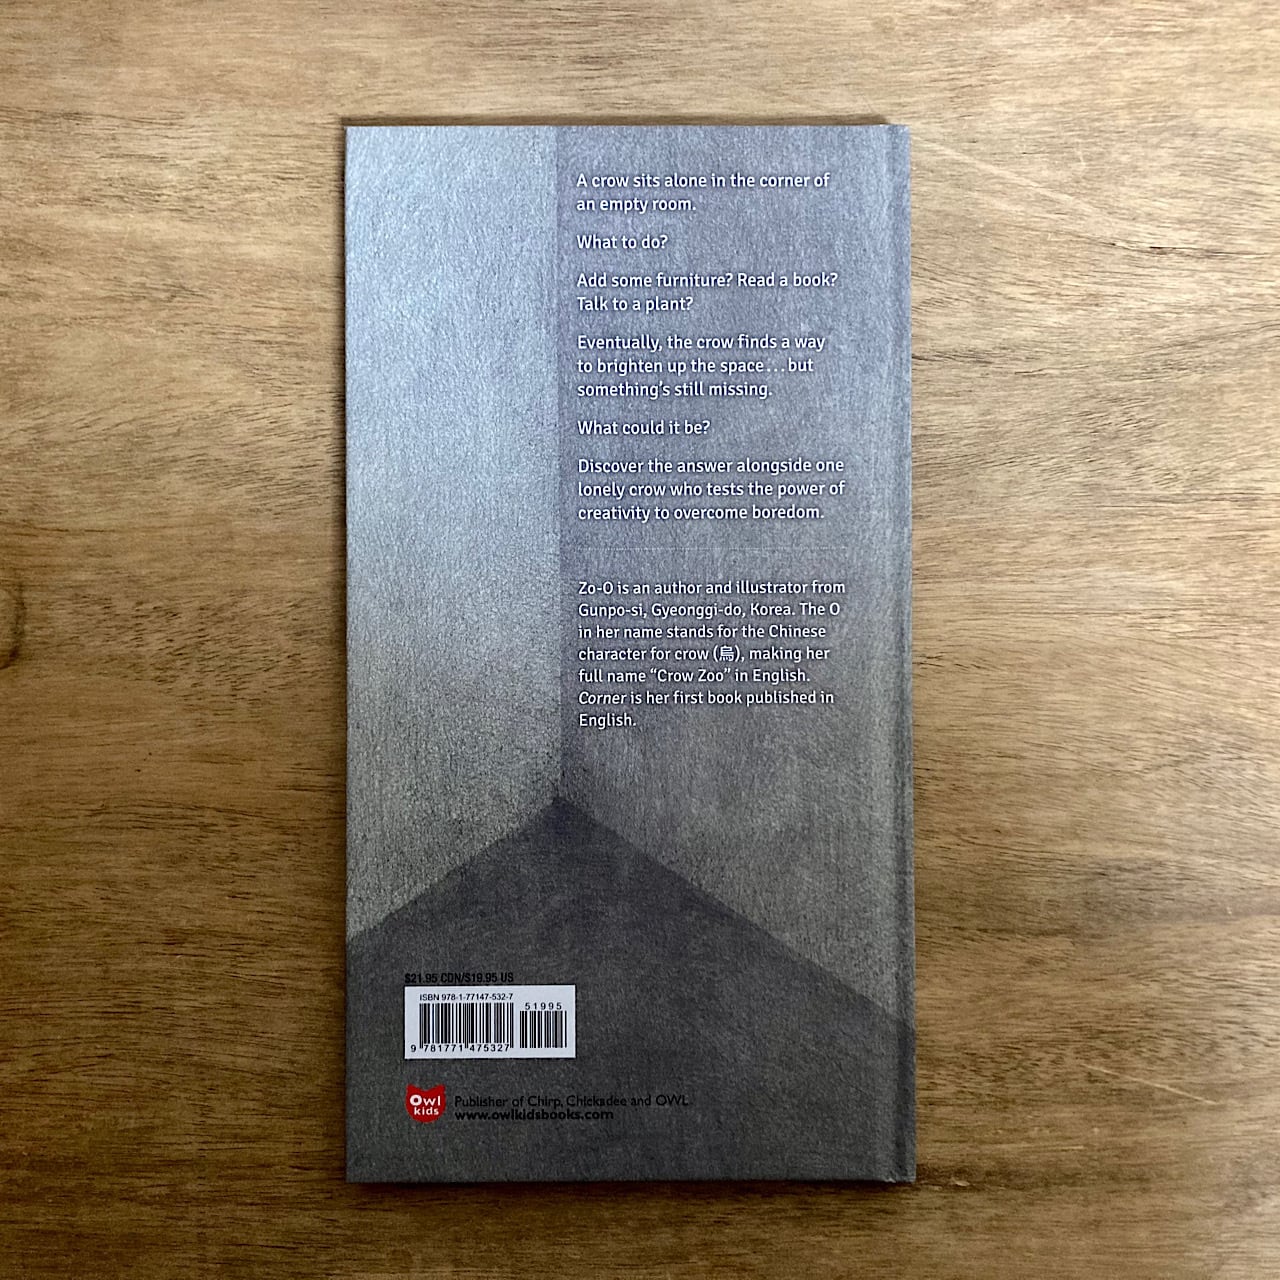 A crow sits alone in the corner of
an empty room.
What to do?
Add some furniture? Read a book?
Talk to a plant?
Eventually, the crow finds a way
to brighten up the space...but
something's still missing.
What could it be?
Discover the answer alongside one
lonely crow who tests the power of
creativity to overcome boredom.
Zo-O is an author and illustrator from
Gunpo-si, Gyeonggi-do, Korea. The O
in her name stands for the Chinese
character for crow (烏), making her
full name “Crow Zoo” in English.
Corner is her first book published in
English.
$21.95 CDN/$19.95 US
ISBN 978-1-77147-532-7
51995
9 781771 475327
Owl
kids
Publisher of Chirp, Chickadee and OWL
www.owlkidsbooks.com